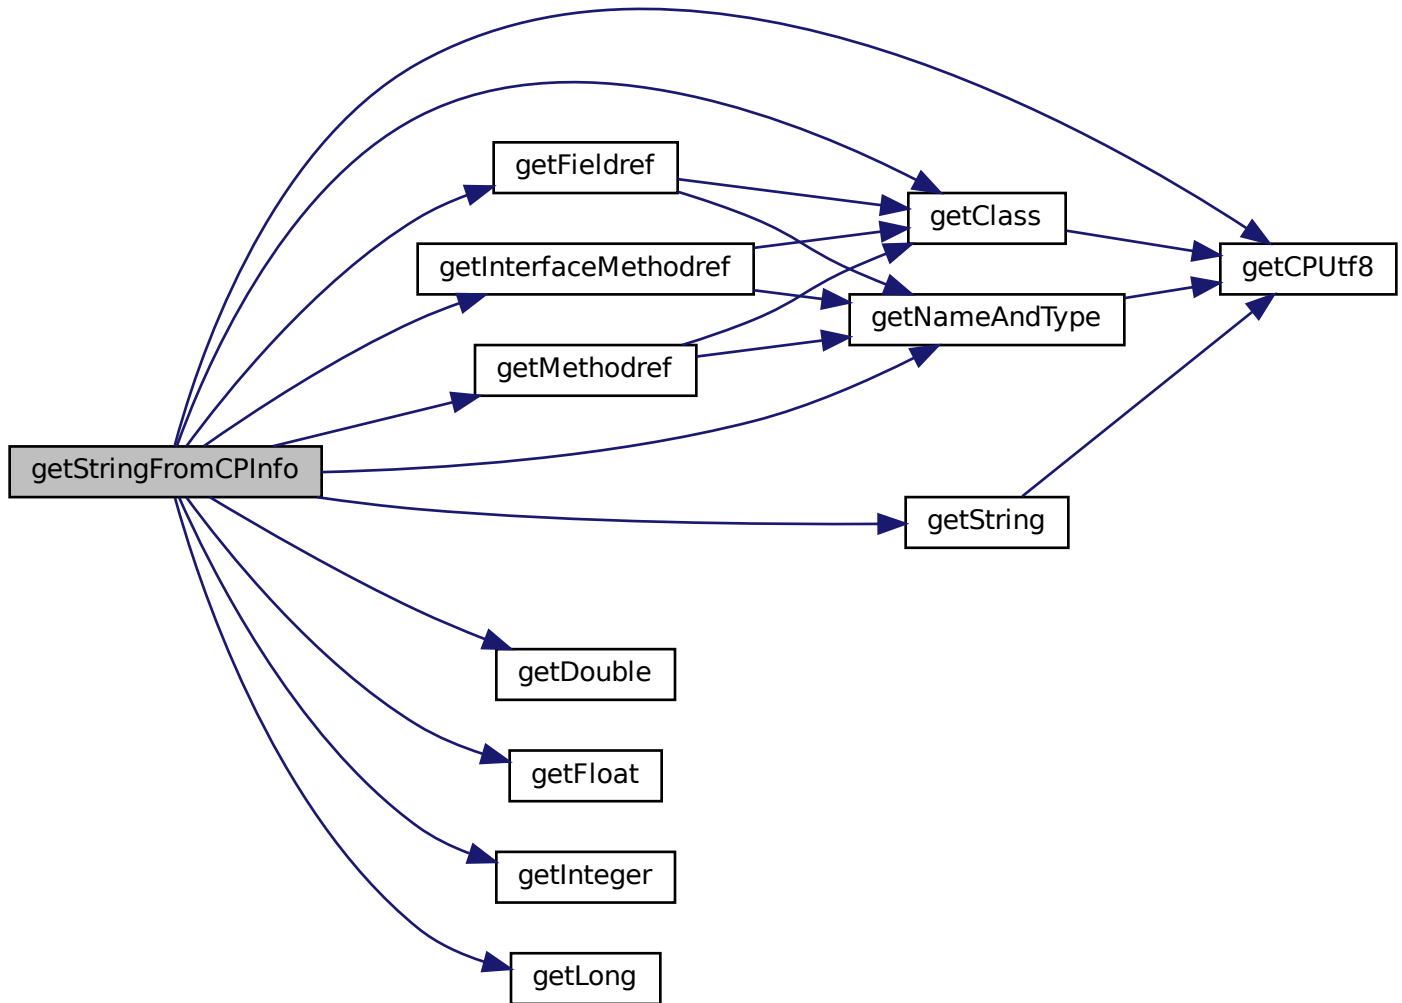 getFieldref
getClass
getInterfaceMethodref
getCPUtf8
getNameAndType
getMethodref
getStringFromCPInfo
getString
getDouble
getFloat
getInteger
getLong